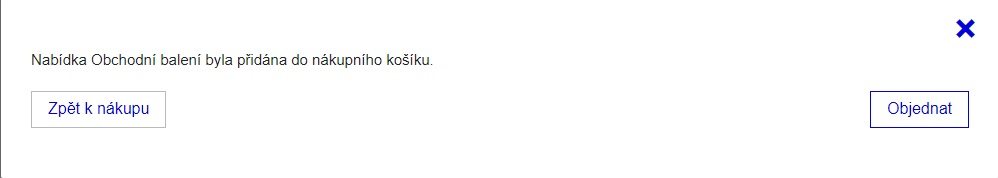 Nabídka Obchodní balení byla přidána do nákupního košíku.
Zpět k nákupu
Objednat